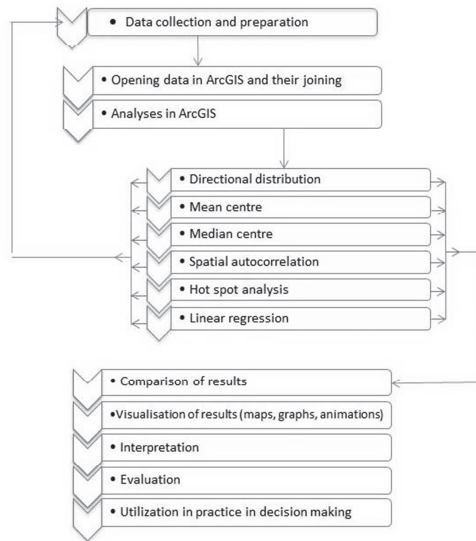 • Data collection and preparation
• Opening data in ArcGIS and their joining
• Analyses in ArcGIS
• Directional distribution
• Mean centre
• Median centre
• Spatial autocorrelation
• Hot spot analysis
• Linear regression
• Comparison of results
•Visualisation of results (maps, graphs, animations)
• Interpretation
• Evaluation
• Utilization in practice in decision making